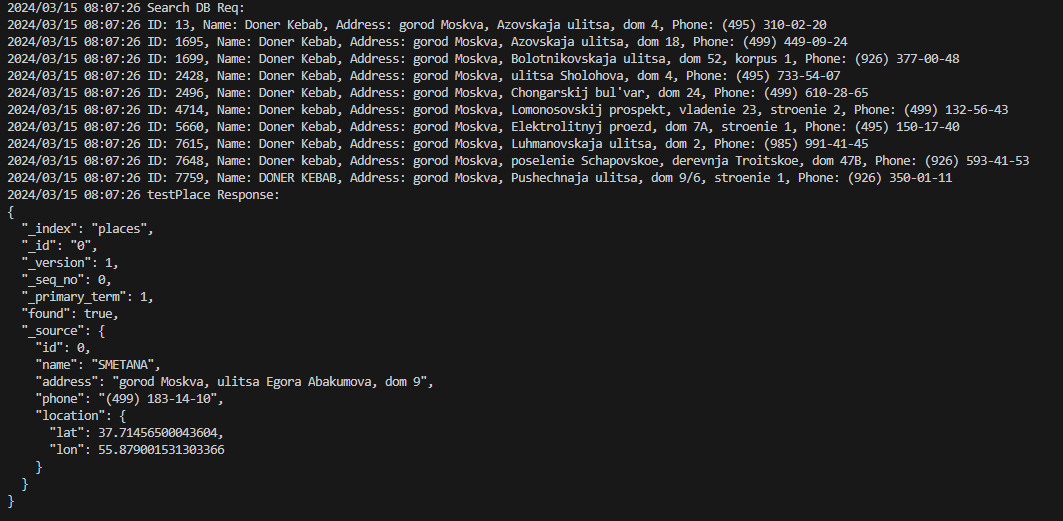 2024/03/15 08:07:26 Search DB Req:
2024/03/15 08:07:26 ID: 13, Name: Doner Kebab, Address: gorod Moskva, Azovskaja ulitsa, dom 4, Phone: (495) 310-02-20
2024/03/15 08:07:26 ID: 1695, Name: Doner Kebab, Address: gorod Moskva, Azovskaja ulitsa, dom 18, Phone: (499) 449-09-24
2024/03/15 08:07:26 ID: 1699, Name: Doner Kebab, Address: gorod Moskva, Bolotnikovskaja ulitsa, dom 52, korpus 1, Phone: (926) 377-00-48
2024/03/15 08:07:26 ID: 2428, Name: Doner Kebab, Address: gorod Moskva, ulitsa Sholohova, dom 4, Phone: (495) 733-54-07
2024/03/15 08:07:26 ID: 2496, Name: Doner Kebab, Address: gorod Moskva, Chongarskij bul'var, dom 24, Phone: (499) 610-28-65
2024/03/15 08:07:26 ID: 4714, Name: Doner Kebab, Address: gorod Moskva, Lomonosovskij prospekt, vladenie 23, stroenie 2, Phone: (499) 132-56-43
2024/03/15 08:07:26 ID: 5660, Name: Doner Kebab, Address: gorod Moskva, Elektrolitnyj proezd, dom 7A, stroenie 1, Phone: (495) 150-17-40
2024/03/15 08:07:26 ID: 7615, Name: Doner Kebab, Address: gorod Moskva, Luhmanovskaja ulitsa, dom 2, Phone: (985) 991-41-45
2024/03/15 08:07:26 ID: 7648, Name: Doner kebab, Address: gorod Moskva, poselenie Schapovskoe, derevnja Troitskoe, dom 47B, Phone: (926) 593-41-53
2024/03/15 08:07:26 ID: 7759, Name: DONER KEBAB, Address: gorod Moskva, Pushechnaja ulitsa, dom 9/6, stroenie 1, Phone: (926) 350-01-11
2024/03/15 08:07:26 testPlace Response:
{
  "_index": "places",
  "_id": "0",
  "_version": 1,
  "_seq_no": 0,
  "_primary_term": 1,
  "found": true,
  "_source": {
    "id": 0,
    "name": "SMETANA",
    "address": "gorod Moskva, ulitsa Egora Abakumova, dom 9",
    "phone": "(499) 183-14-10",
    "location": {
      "lat": 37.71456500043604,
      "lon": 55.879001531303366
    }
  }
}